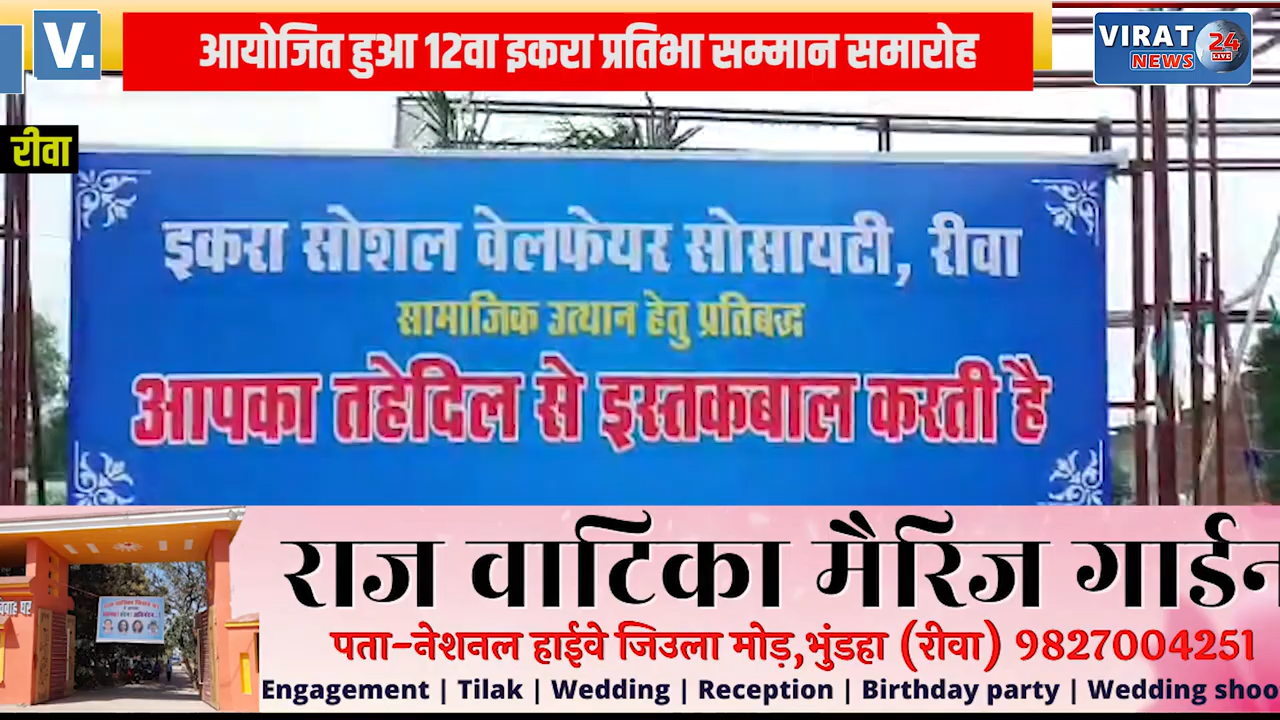 V.
आयोजित हुआ 12वा इकरा प्रतिभा सम्मान समारोह
VIRAT
NEWS
24
LIVE
रीवा
इकरा सोशल वेलफेयर सोसायटी, रीवा
सामाजिक उत्थान हेतु प्रतिबद्ध
आपका तहेदिल से इस्तकबाल करती है
राज वाटिका मैरिज गार्डन
पता-नेशनल हाईवे जिउला मोड़,भुंडहा (रीवा) 9827004251
Engagement | Tilak | Wedding | Reception | Birthday party | Wedding shoo